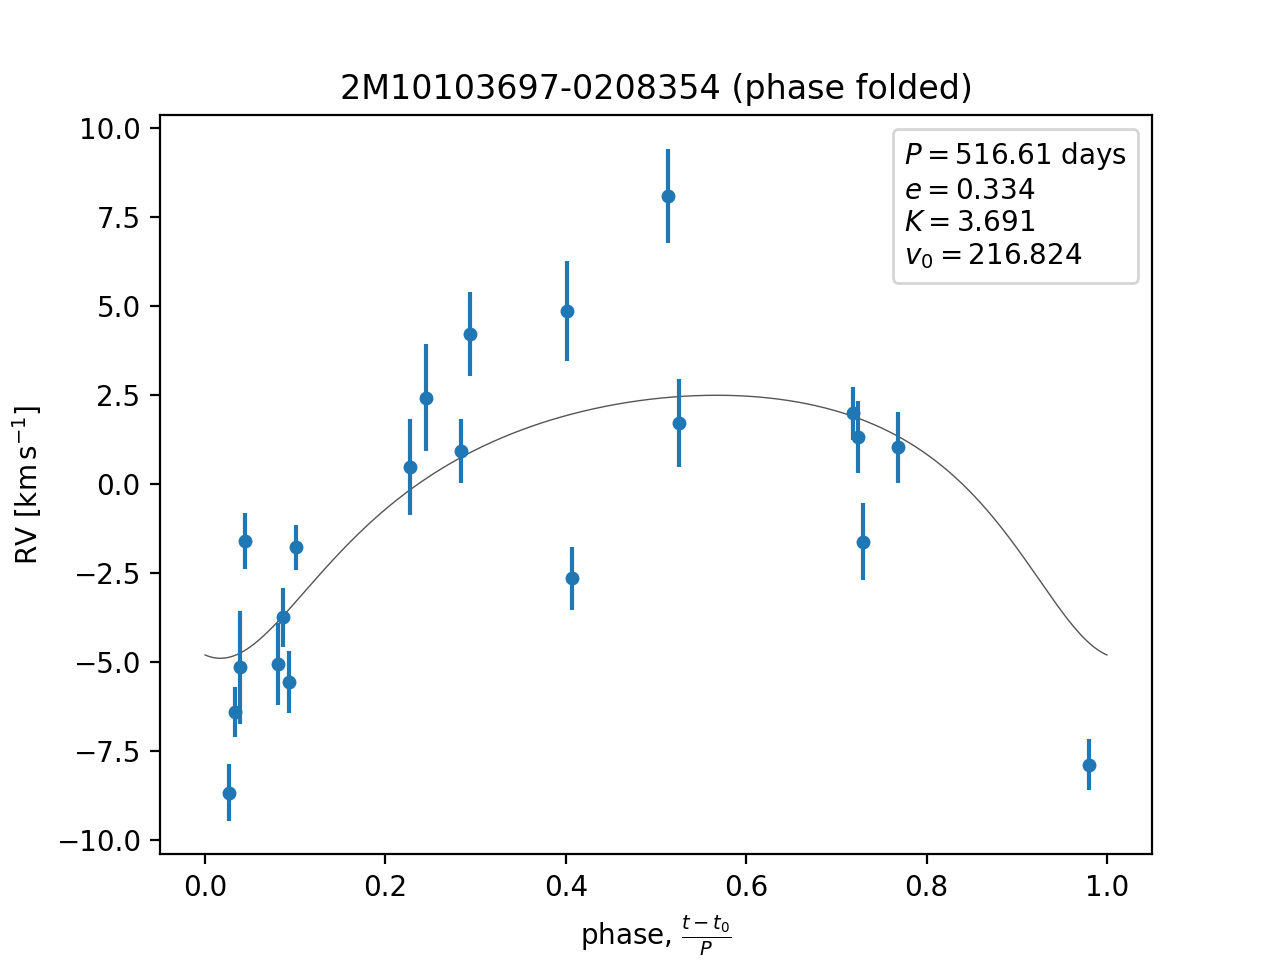 2M10103697-0208354 (phase folded)
P = 516.61 days
e = 0.334
K = 3.691
v₀ = 216.824
10.0
7.5
5.0
2.5
0.0
−2.5
−5.0
−7.5
−10.0
RV [km s⁻¹]
0.0 0.2 0.4 0.6 0.8 1.0
phase, (t − t₀)/P